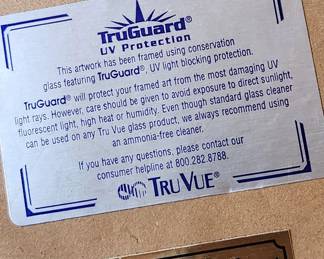 TruGuard®
UV Protection
This artwork has been framed using conservation
glass featuring TruGuard®, UV light blocking protection.
TruGuard® will protect your framed art from the most damaging UV
light rays. However, care should be given to avoid exposure to direct sunlight,
fluorescent light, high heat or humidity. Even though standard glass cleaner
can be used on any Tru Vue glass product, we always recommend using
an ammonia-free cleaner.
If you have any questions, please contact our
consumer helpline at 800.282.8788.
TRU VUE®